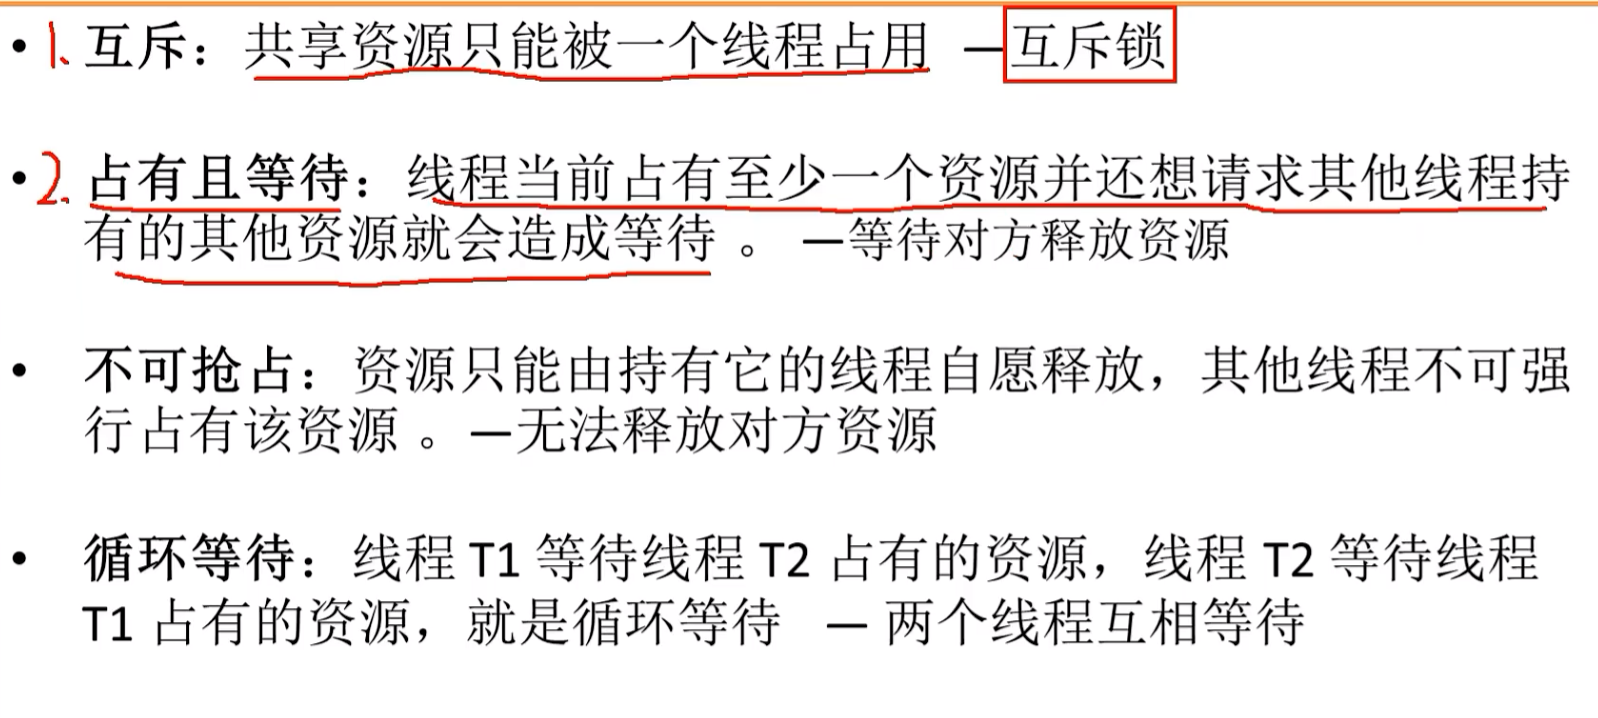 • 1. 互斥：共享资源只能被一个线程占用 —互斥锁
• 2. 占有且等待：线程当前占有至少一个资源并还想请求其他线程持
有的其他资源就会造成等待 。 —等待对方释放资源
• 不可抢占：资源只能由持有它的线程自愿释放，其他线程不可强
行占有该资源 。—无法释放对方资源
• 循环等待：线程 T1 等待线程 T2 占有的资源，线程 T2 等待线程
T1 占有的资源，就是循环等待 — 两个线程互相等待